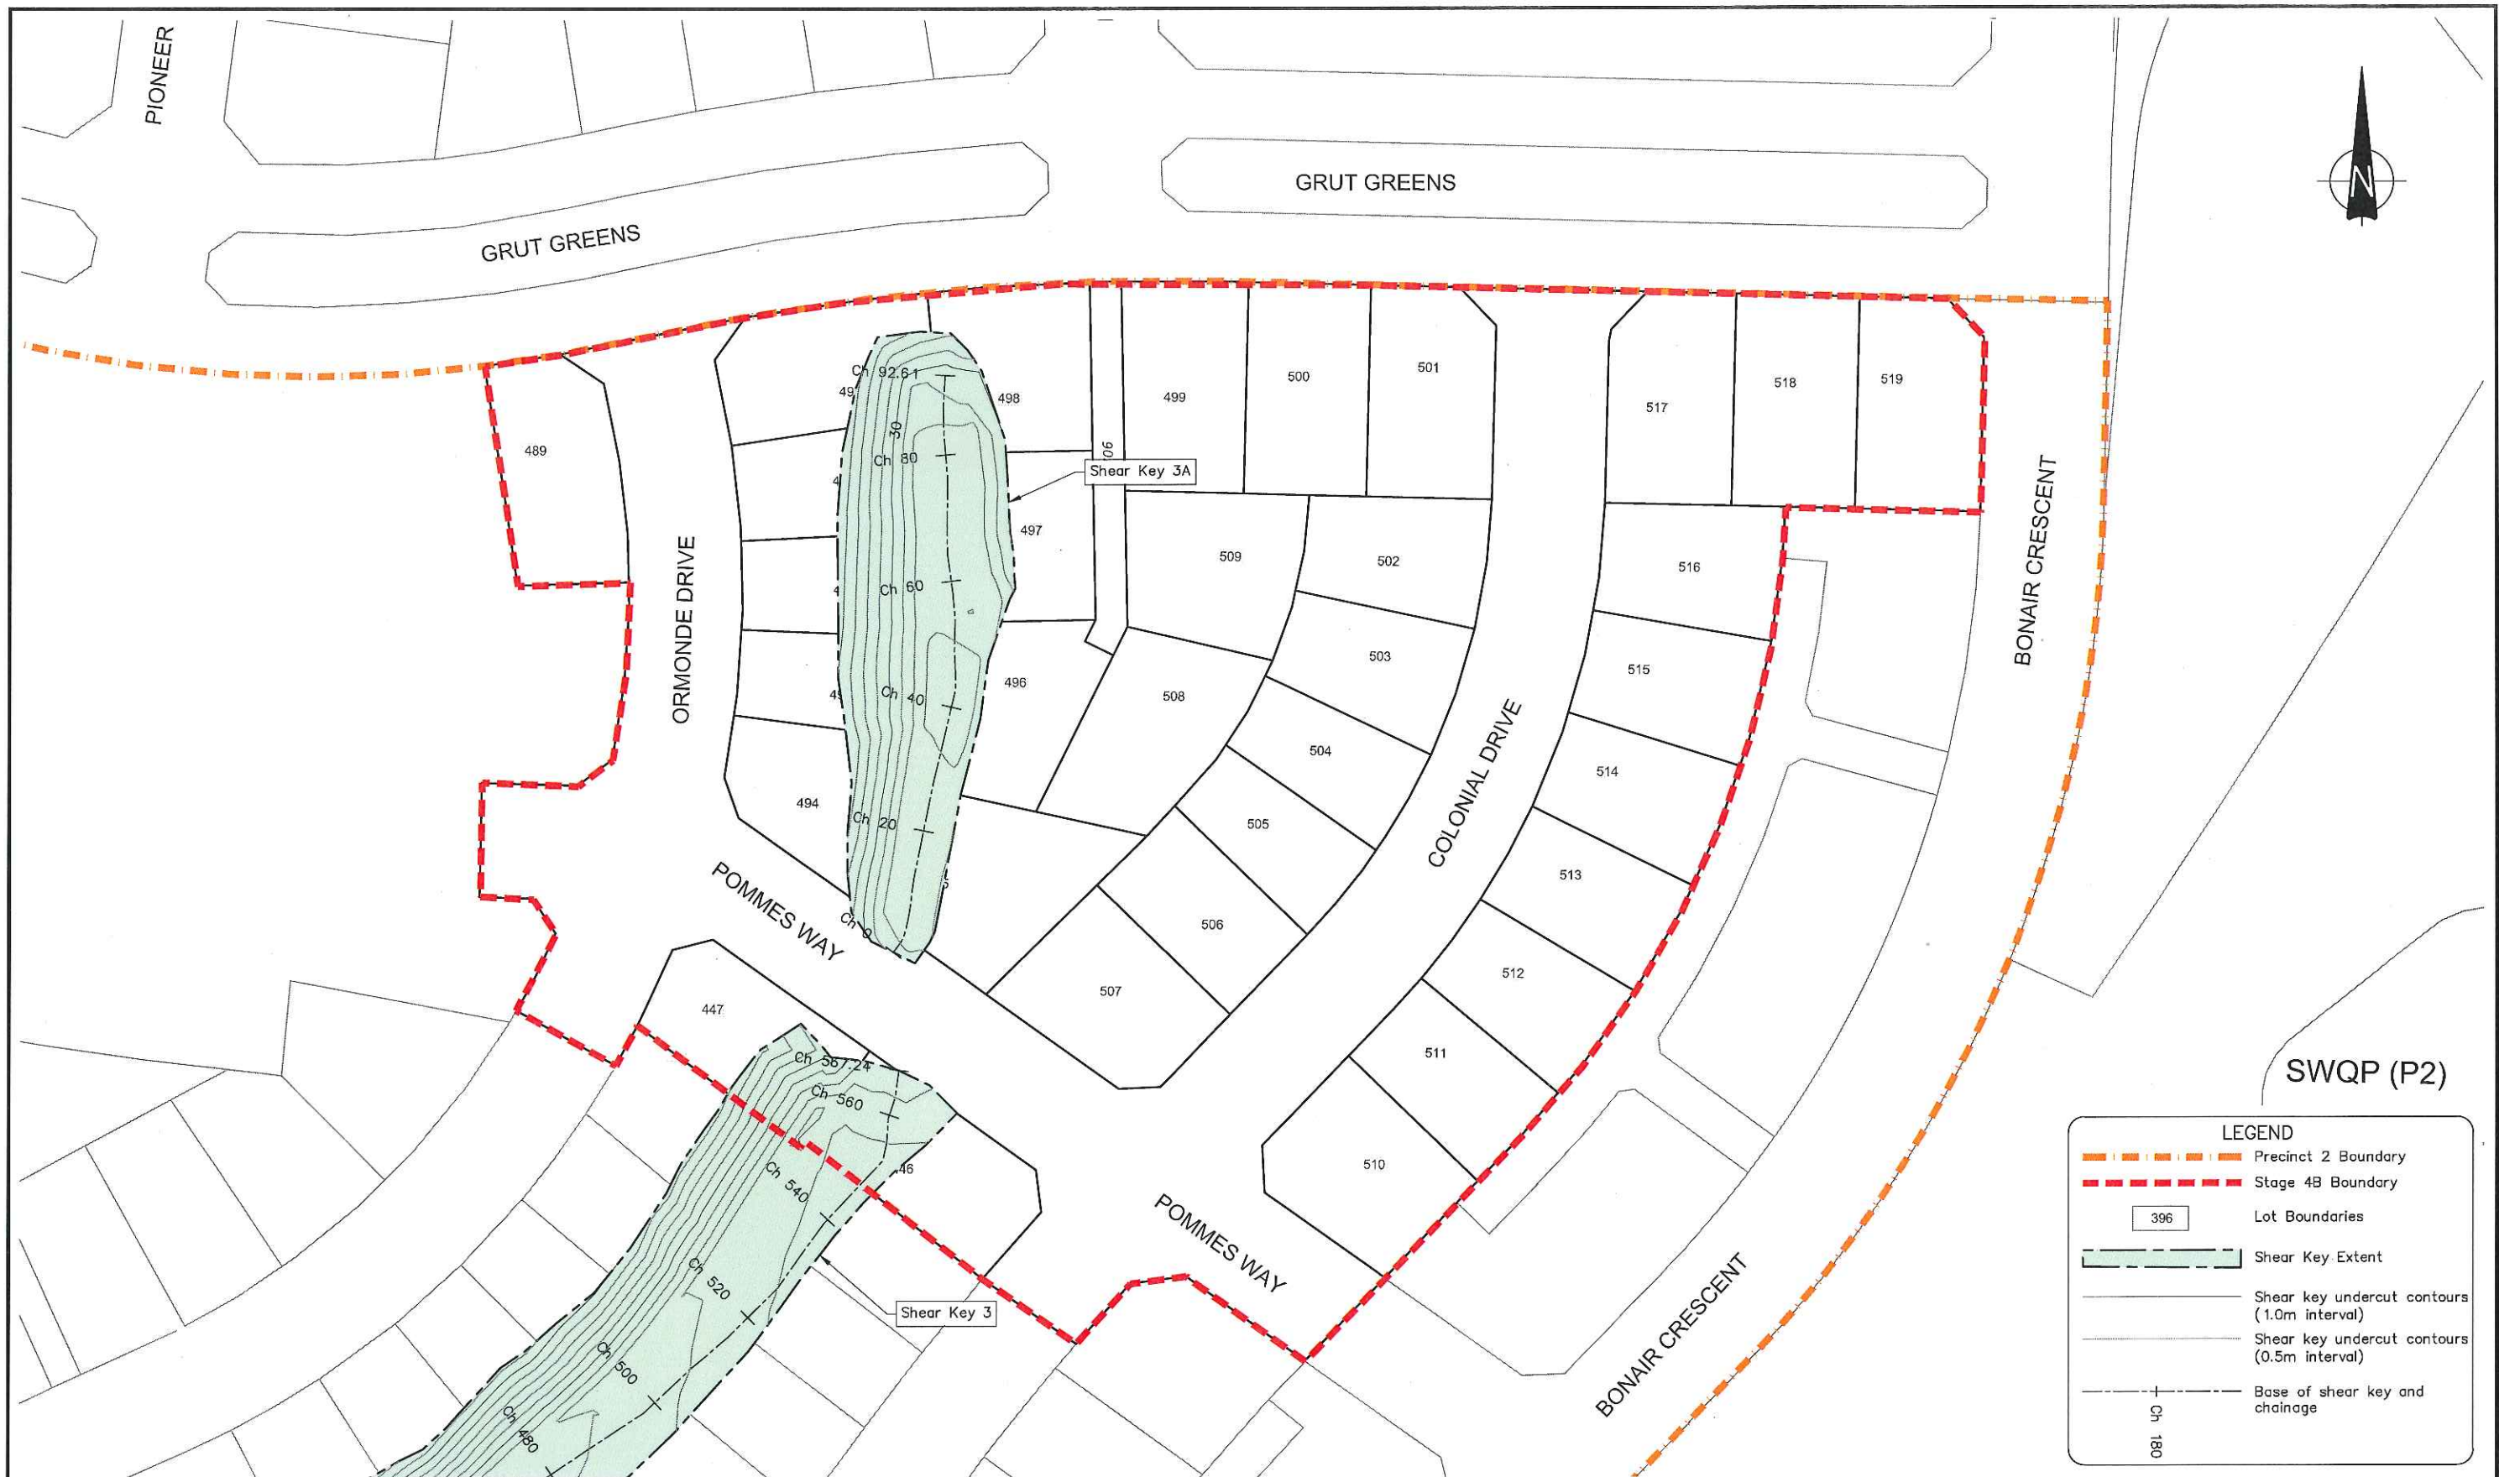 PIONEER
GRUT GREENS
GRUT GREENS
N
489
Ch 92.61
498
499
500
501
517
518
519
Ch 80
Shear Key 3A
497
ORMONDE DRIVE
Ch 60
509
502
516
BONAIR CRESCENT
503
515
496
508
Ch 40
504
514
494
Ch 20
505
COLONIAL DRIVE
513
POMMES WAY
Ch 0
506
512
507
447
511
Ch 560
SWQP (P2)
510
Ch 540
POMMES WAY
Ch 520
Shear Key 3
Ch 500
BONAIR CRESCENT
Ch 480
LEGEND
Precinct 2 Boundary
Stage 4B Boundary
396
Lot Boundaries
Shear Key Extent
Shear key undercut contours
(1.0m interval)
Shear key undercut contours
(0.5m interval)
Base of shear key and
chainage
Ch 180